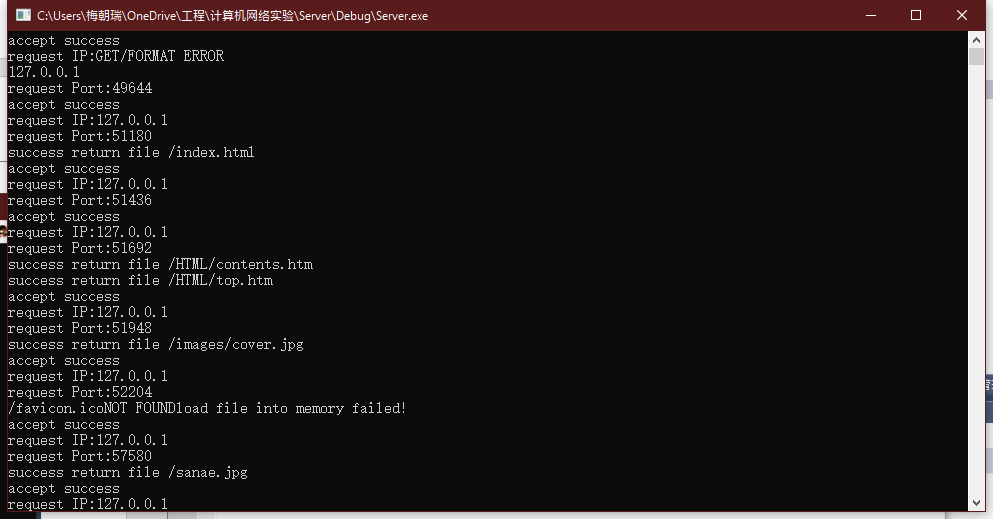 C:\Users\梅朝瑞\OneDrive\工程\计算机网络实验\Server\Debug\Server.exe
accept success
request IP:GET/FORMAT ERROR
127.0.0.1
request Port:49644
accept success
request IP:127.0.0.1
request Port:51180
success return file /index.html
accept success
request IP:127.0.0.1
request Port:51436
accept success
request IP:127.0.0.1
request Port:51692
success return file /HTML/contents.htm
success return file /HTML/top.htm
accept success
request IP:127.0.0.1
request Port:51948
success return file /images/cover.jpg
accept success
request IP:127.0.0.1
request Port:52204
/favicon.icoNOT FOUNDload file into memory failed!
accept success
request IP:127.0.0.1
request Port:57580
success return file /sanae.jpg
accept success
request IP:127.0.0.1